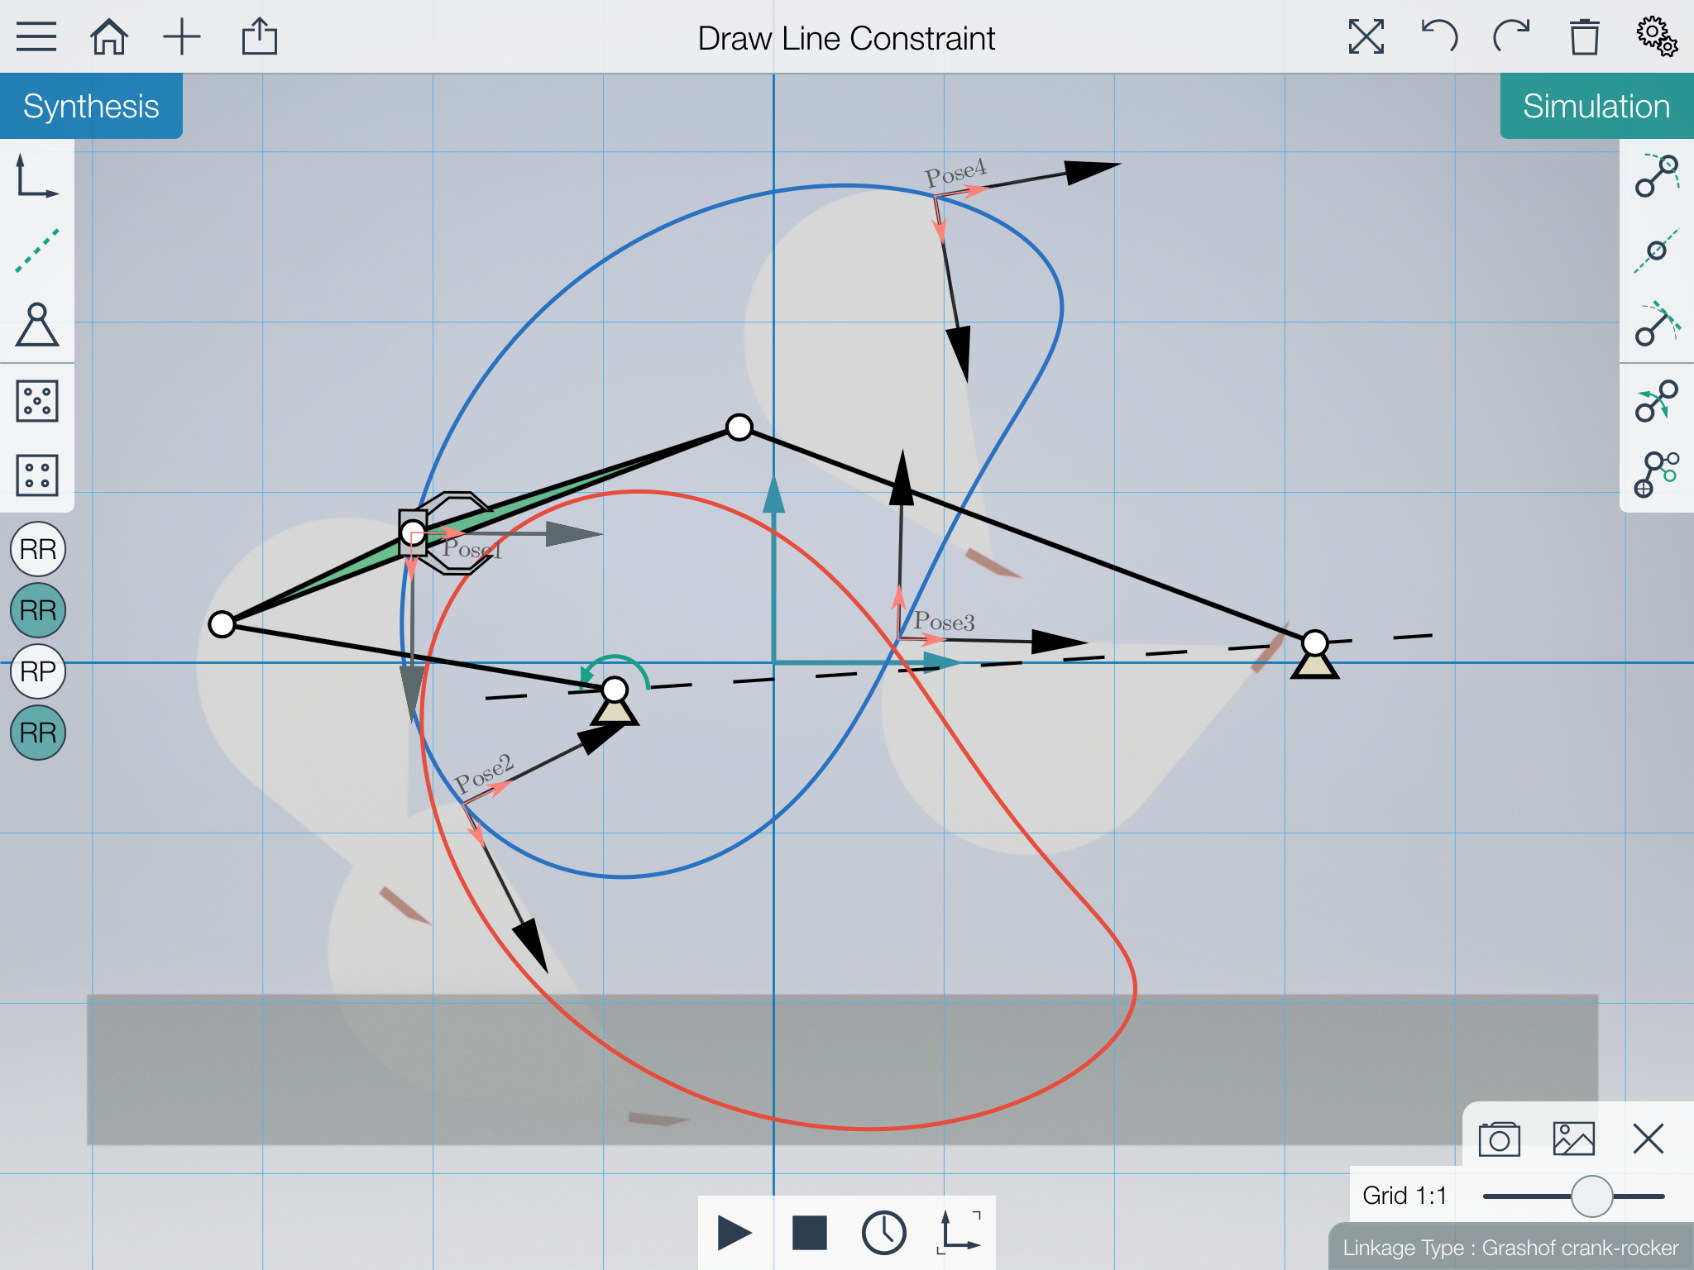 Draw Line Constraint
Synthesis
Simulation
Pose4
Pose1
Pose3
Pose2
RR
RR
RP
RR
Grid 1:1
Linkage Type : Grashof crank-rocker